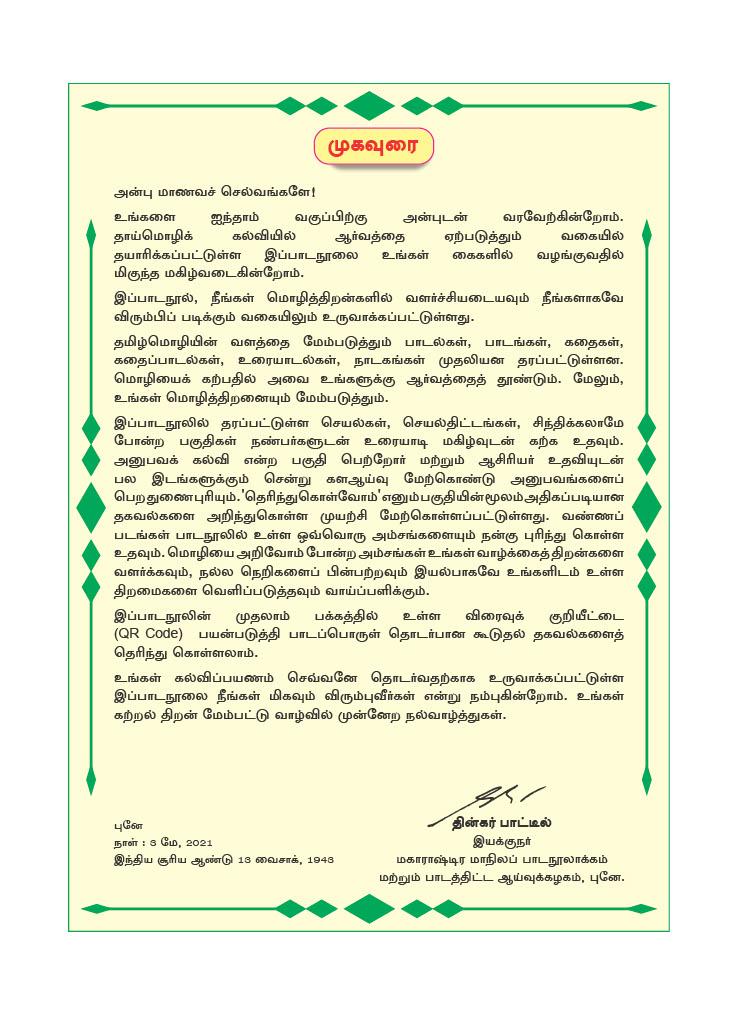 முகவுரை
அன்பு மாணவச் செல்வங்களே!
உங்களை ஐந்தாம் வகுப்பிற்கு அன்புடன் வரவேற்கின்றோம்.
தாய்மொழிக் கல்வியில் ஆர்வத்தை ஏற்படுத்தும் வகையில்
தயாரிக்கப்பட்டுள்ள இப்பாடநூலை உங்கள் கைகளில் வழங்குவதில்
மிகுந்த மகிழ்வடைகின்றோம்.
இப்பாடநூல், நீங்கள் மொழித்திறன்களில் வளர்ச்சியடையவும் நீங்களாகவே
விரும்பிப் படிக்கும் வகையிலும் உருவாக்கப்பட்டுள்ளது.
தமிழ்மொழியின் வளத்தை மேம்படுத்தும் பாடல்கள், பாடங்கள், கதைகள்,
கதைப்பாடல்கள், உரையாடல்கள், நாடகங்கள் முதலியன தரப்பட்டுள்ளன.
மொழியைக் கற்பதில் அவை உங்களுக்கு ஆர்வத்தைத் தூண்டும். மேலும்,
உங்கள் மொழித்திறனையும் மேம்படுத்தும்.
இப்பாடநூலில் தரப்பட்டுள்ள செயல்கள், செயல்திட்டங்கள், சிந்திக்கலாமே
போன்ற பகுதிகள் நண்பர்களுடன் உரையாடி மகிழ்வுடன் கற்க உதவும்.
அனுபவக் கல்வி என்ற பகுதி பெற்றோர் மற்றும் ஆசிரியர் உதவியுடன்
பல இடங்களுக்கும் சென்று களஆய்வு மேற்கொண்டு அனுபவங்களைப்
பெறதுணைபுரியும்.'தெரிந்துகொள்வோம்'எனும்பகுதியின்மூலம்அதிகப்படியான
தகவல்களை அறிந்துகொள்ள முயற்சி மேற்கொள்ளப்பட்டுள்ளது. வண்ணப்
படங்கள் பாடநூலில் உள்ள ஒவ்வொரு அம்சங்களையும் நன்கு புரிந்து கொள்ள
உதவும். மொழியை அறிவோம் போன்ற அம்சங்கள் உங்கள் வாழ்க்கைத் திறன்களை
வளர்க்கவும், நல்ல நெறிகளைப் பின்பற்றவும் இயல்பாகவே உங்களிடம் உள்ள
திறமைகளை வெளிப்படுத்தவும் வாய்ப்பளிக்கும்.
இப்பாடநூலின் முதலாம் பக்கத்தில் உள்ள விரைவுக் குறியீட்டை
(QR Code) பயன்படுத்தி பாடப்பொருள் தொடர்பான கூடுதல் தகவல்களைத்
தெரிந்து கொள்ளலாம்.
உங்கள் கல்விப்பயணம் செவ்வனே தொடர்வதற்காக உருவாக்கப்பட்டுள்ள
இப்பாடநூலை நீங்கள் மிகவும் விரும்புவீர்கள் என்று நம்புகின்றோம். உங்கள்
கற்றல் திறன் மேம்பட்டு வாழ்வில் முன்னேற நல்வாழ்த்துகள்.
புனே
நாள் : 3 மே, 2021
இந்திய சூரிய ஆண்டு 13 வைசாக், 1943
தின்கர் பாட்டீல்
இயக்குநர்
மகாராஷ்டிர மாநிலப் பாடநூலாக்கம்
மற்றும் பாடத்திட்ட ஆய்வுக்கழகம், புனே.